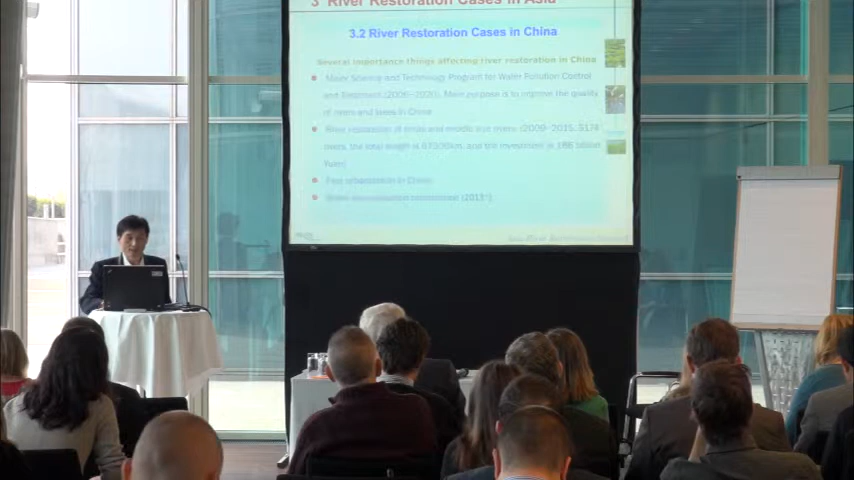 3 River Restoration Cases in Asia
3.2 River Restoration Cases in China
Several importance things affecting river restoration in China
Major Science and Technology Program for Water Pollution Control
and Treatment (2006~2020). Main purpose is to improve the quality
of rivers and lakes in China
River restoration of small and middle size rivers (2009~2015, 5174
rivers, the total length is
km, and the investment is 186 billion
Yuan)
in China
(2013~)